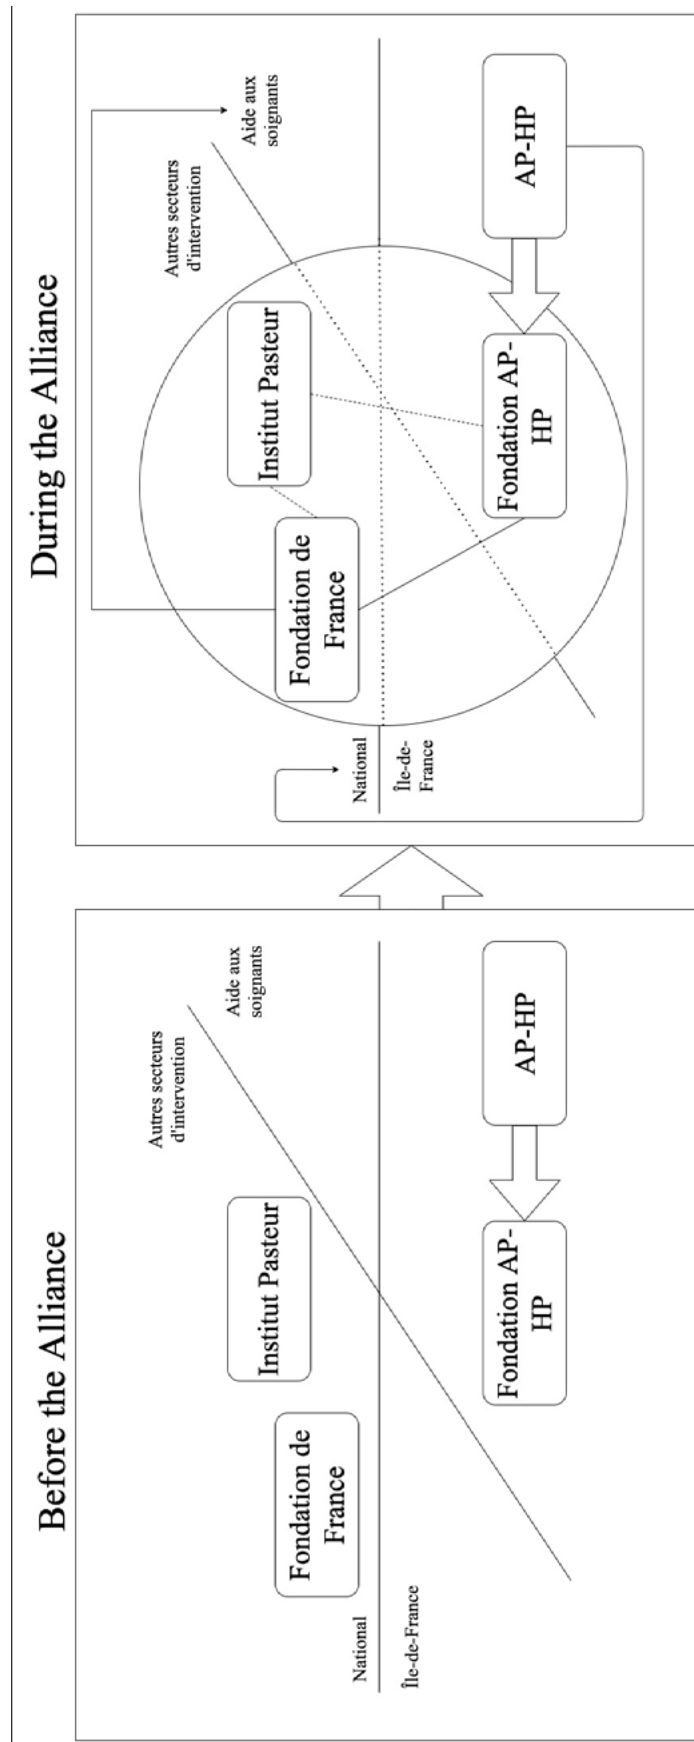 Before the Alliance
Autres secteurs
d'intervention
Aide aux
soignants
Institut Pasteur
Fondation de
France
National
Île-de-France
Fondation AP-
HP
AP-HP
During the Alliance
Autres secteurs
d'intervention
Aide aux
soignants
Institut Pasteur
Fondation de
France
National
Île-de-
France
Fondation AP-
HP
AP-HP